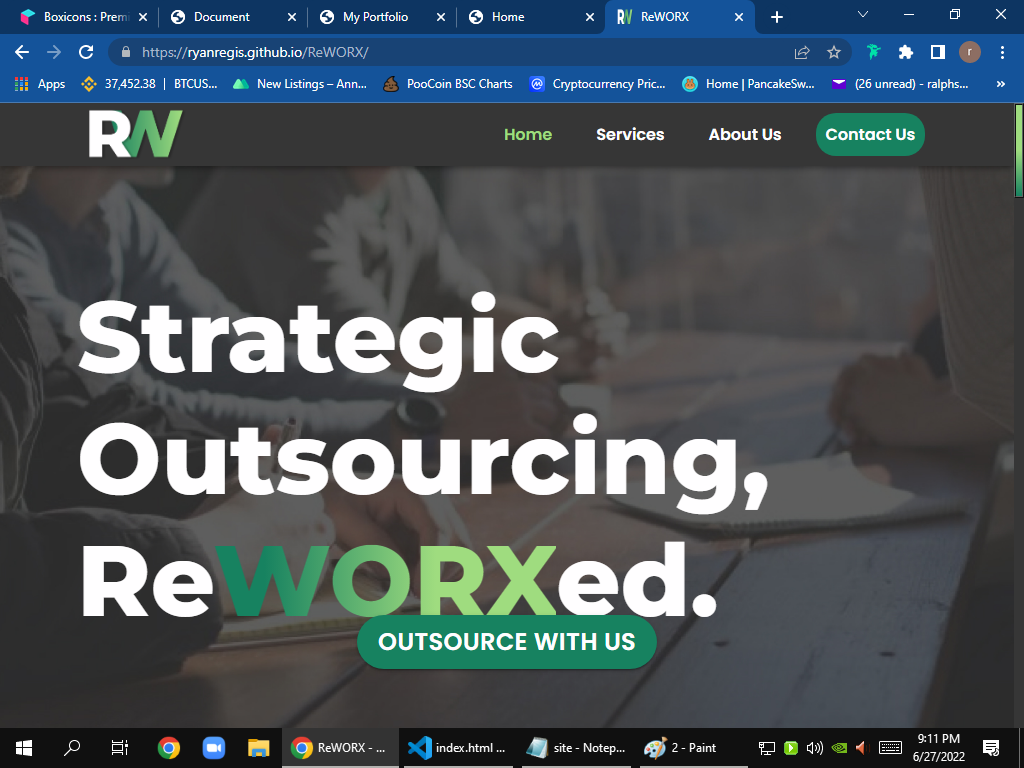 Boxicons : Premi
Document
My Portfolio
Home
ReWORX
https://ryanregis.github.io/ReWORX/
r
Apps
37,452.38 | BTCUS...
New Listings – Ann...
PooCoin BSC Charts
Cryptocurrency Pric...
Home | PancakeSw...
(26 unread) - ralphs...
»
RW
Home
Services
About Us
Contact Us
Strategic
Outsourcing,
ReWORXed.
OUTSOURCE WITH US
ReWORX - ...
index.html ...
site - Notep...
2 - Paint
9:11 PM
6/27/2022